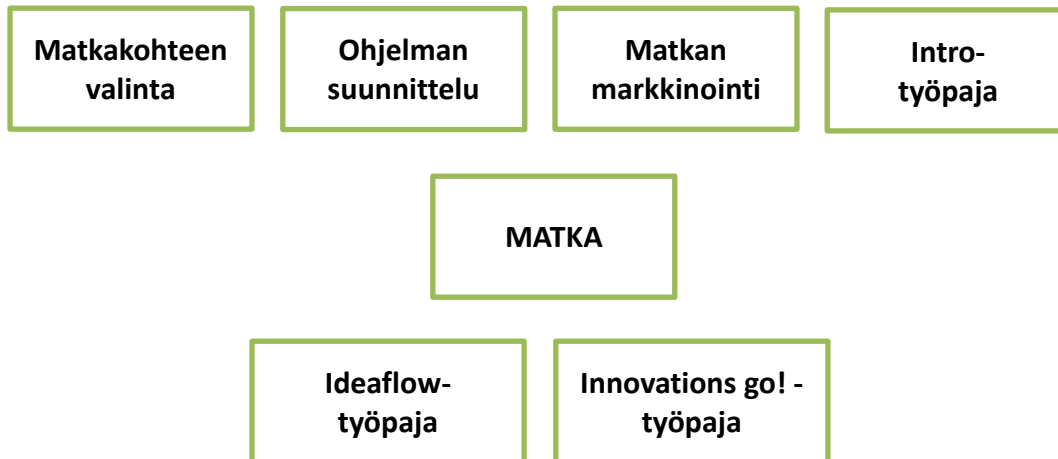 Matkakohteen
valinta
Ohjelman
suunnittelu
Matkan
markkinointi
Intro-
työpaja
MATKA
Ideaflow-
työpaja
Innovations go! -
työpaja